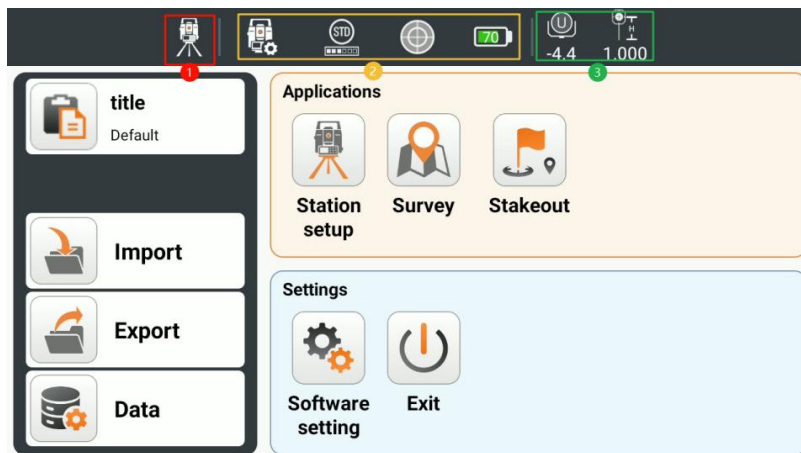 STD
70
U
H
-4.4
1.000
1
2
3
title
Default
Import
Export
Data
Applications
Station
setup
Survey
Stakeout
Settings
Software
setting
Exit